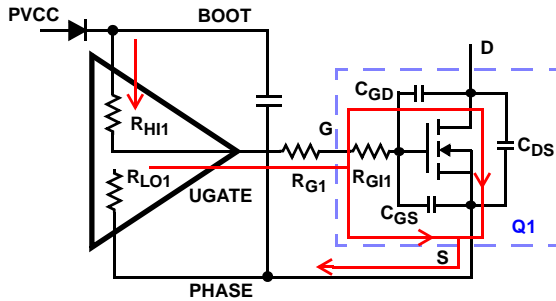 PVCC
BOOT
D
CGD
RHI1
G
CDS
RLO1
RG1
RGI1
UGATE
CGS
Q1
S
PHASE